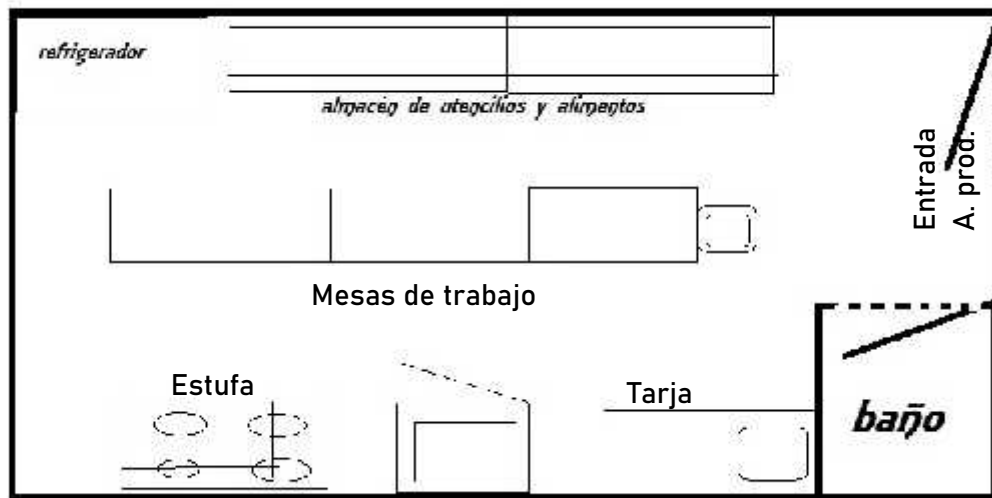 refrigerador
almacén de utencilios y alimentos
Entrada
A. prod.
Mesas de trabajo
Estufa
Tarja
baño